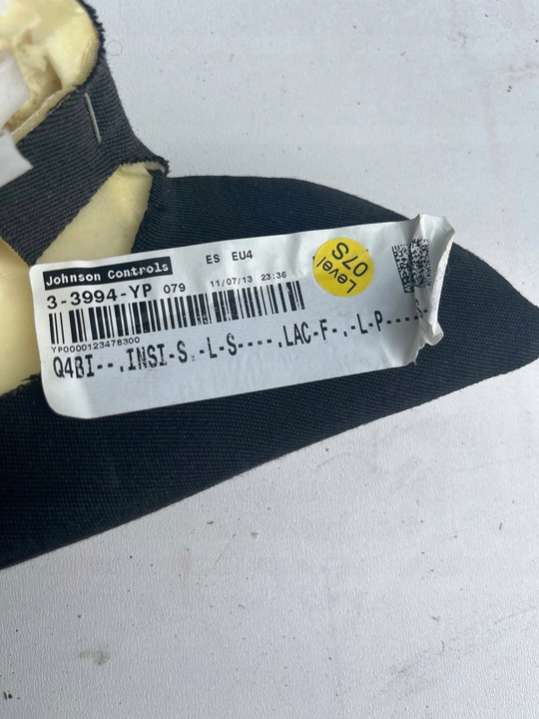 ES EU4
Johnson Controls
3-3994-YP 079 11/07/13 23:36
Level
07S
YP0000123478300
Q4BI--.INSI-S.-L-S----.LAC-F-.-L-P----